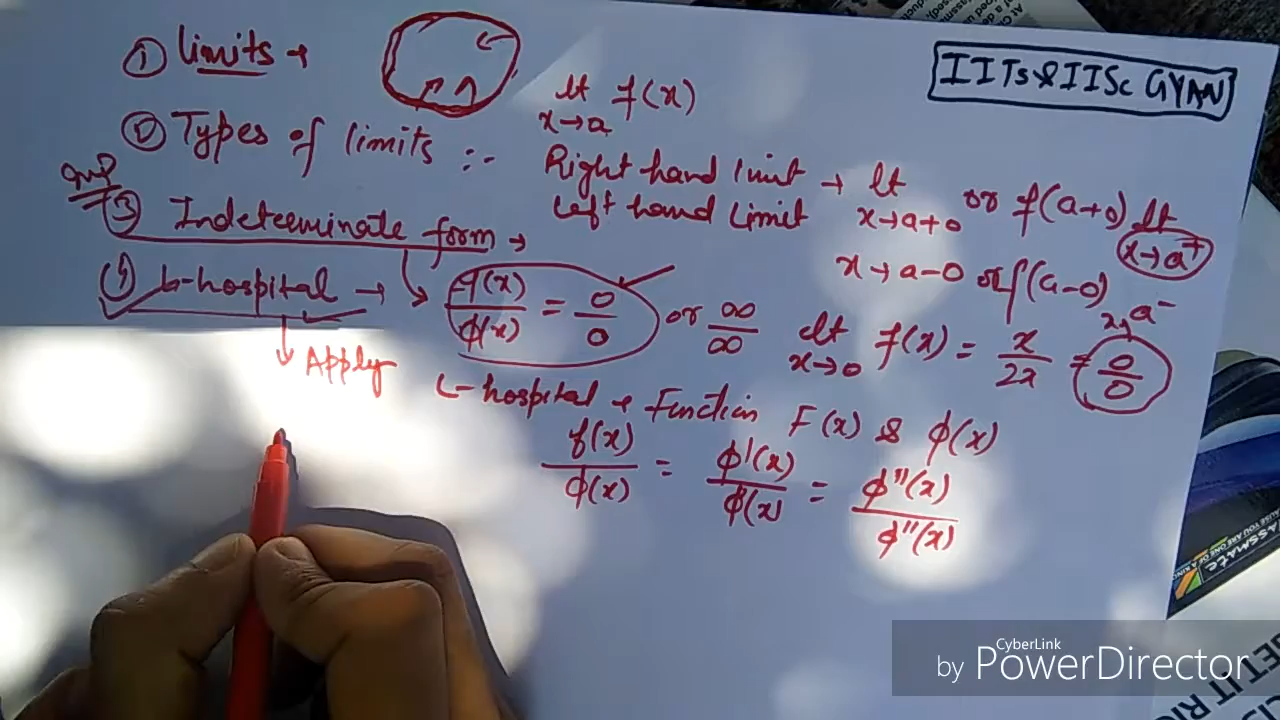 ① limits →
IITs & IISc GYAN
lt f(x)
x→a
② Types of limits :-
Right hand limit → lt or f(a+0) lt
x→a+0 x→a⁺
Left hand Limit
x→a-0 or f(a-0)
x→a⁻
Imp
③ Indeterminate form →
④ L-hospital →
f(x)/ϕ(x) = 0/0 or ∞/∞
lt f(x) = x/2x = 0/0
x→0
Apply
L-hospital → Function F(x) & ϕ(x)
f(x)/ϕ(x) = ϕ'(x)/ϕ'(x = ϕ''(x)/ϕ''(x)
CyberLink
by PowerDirector